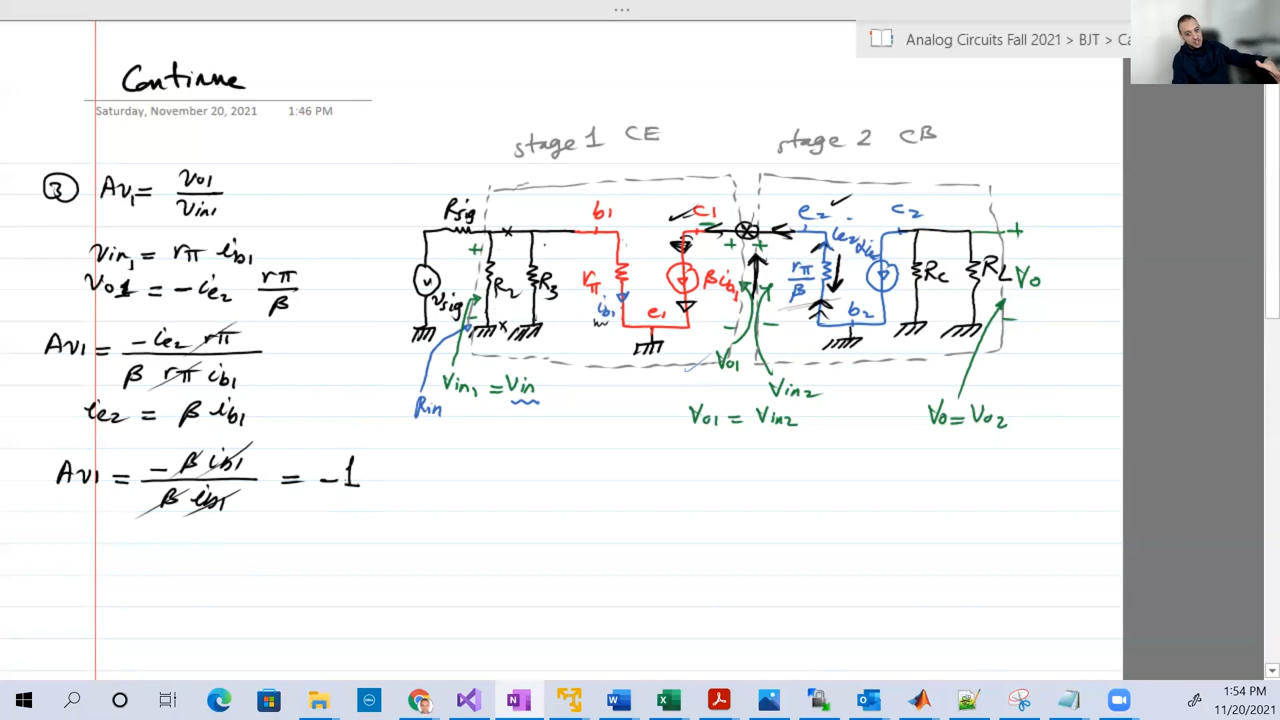 Analog Circuits Fall 2021 > BJT > Ca
Continue
Saturday, November 20, 2021 1:46 PM
stage 1 CE
stage 2 CB
③ Av1 = vo1 / vin1
vin1 = rπ ib1
vo1 = -ie2 rπ / β
Av1 = -ie2 rπ / β rπ ib1
ie2 = β ib1
Av1 = -β ib1 / β ib1 = -1
Rsig b1 c1 e2 c2
+ - + + +
Vsig R2 R3 rπ ib1 βib1 rπ/β ie2 RC RL Vo
e1 b2
- - -
Vin1 = Vin Vo1 Vin2
Rin Vo1 = Vin2 Vo = Vo2
1:54 PM
11/20/2021